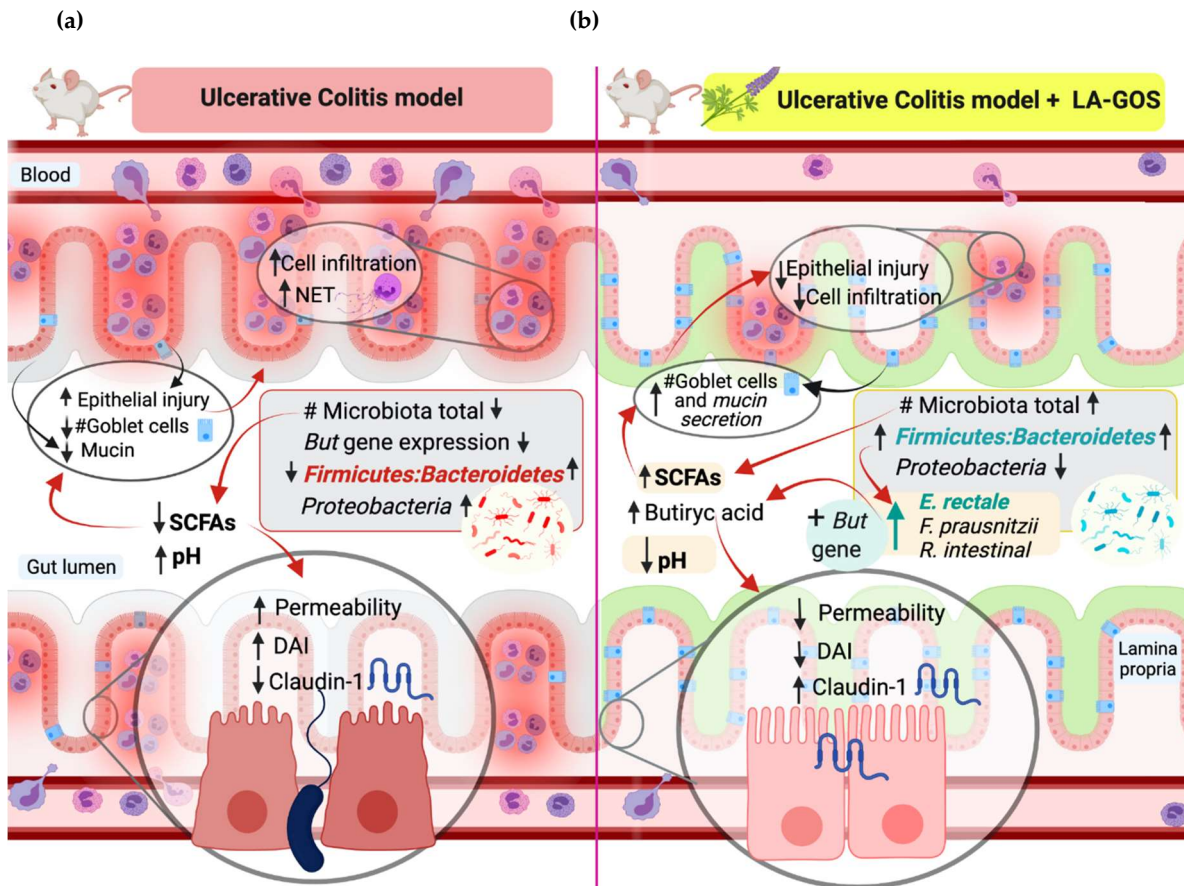 (a)
Ulcerative Colitis model
Blood
↑Cell infiltration
↑ NET
↑ Epithelial injury
↓ #Goblet cells
↓ Mucin
# Microbiota total ↓
But gene expression ↓
↓ Firmicutes:Bacteroidetes ↑
Proteobacteria ↑
↓ SCFAs
↑ pH
Gut lumen
↑ Permeability
↑ DAI
↓ Claudin-1
(b)
Ulcerative Colitis model + LA-GOS
↓Epithelial injury
↓Cell infiltration
↑ #Goblet cells
and mucin
secretion
# Microbiota total ↑
↑ Firmicutes:Bacteroidetes ↑
Proteobacteria ↓
↑ SCFAs
↑ Butiryc acid
↓ pH
+ But
gene
↑ E. rectale
F. prausnitzii
R. intestinal
↓ Permeability
↓ DAI
↑ Claudin-1
Lamina
propria